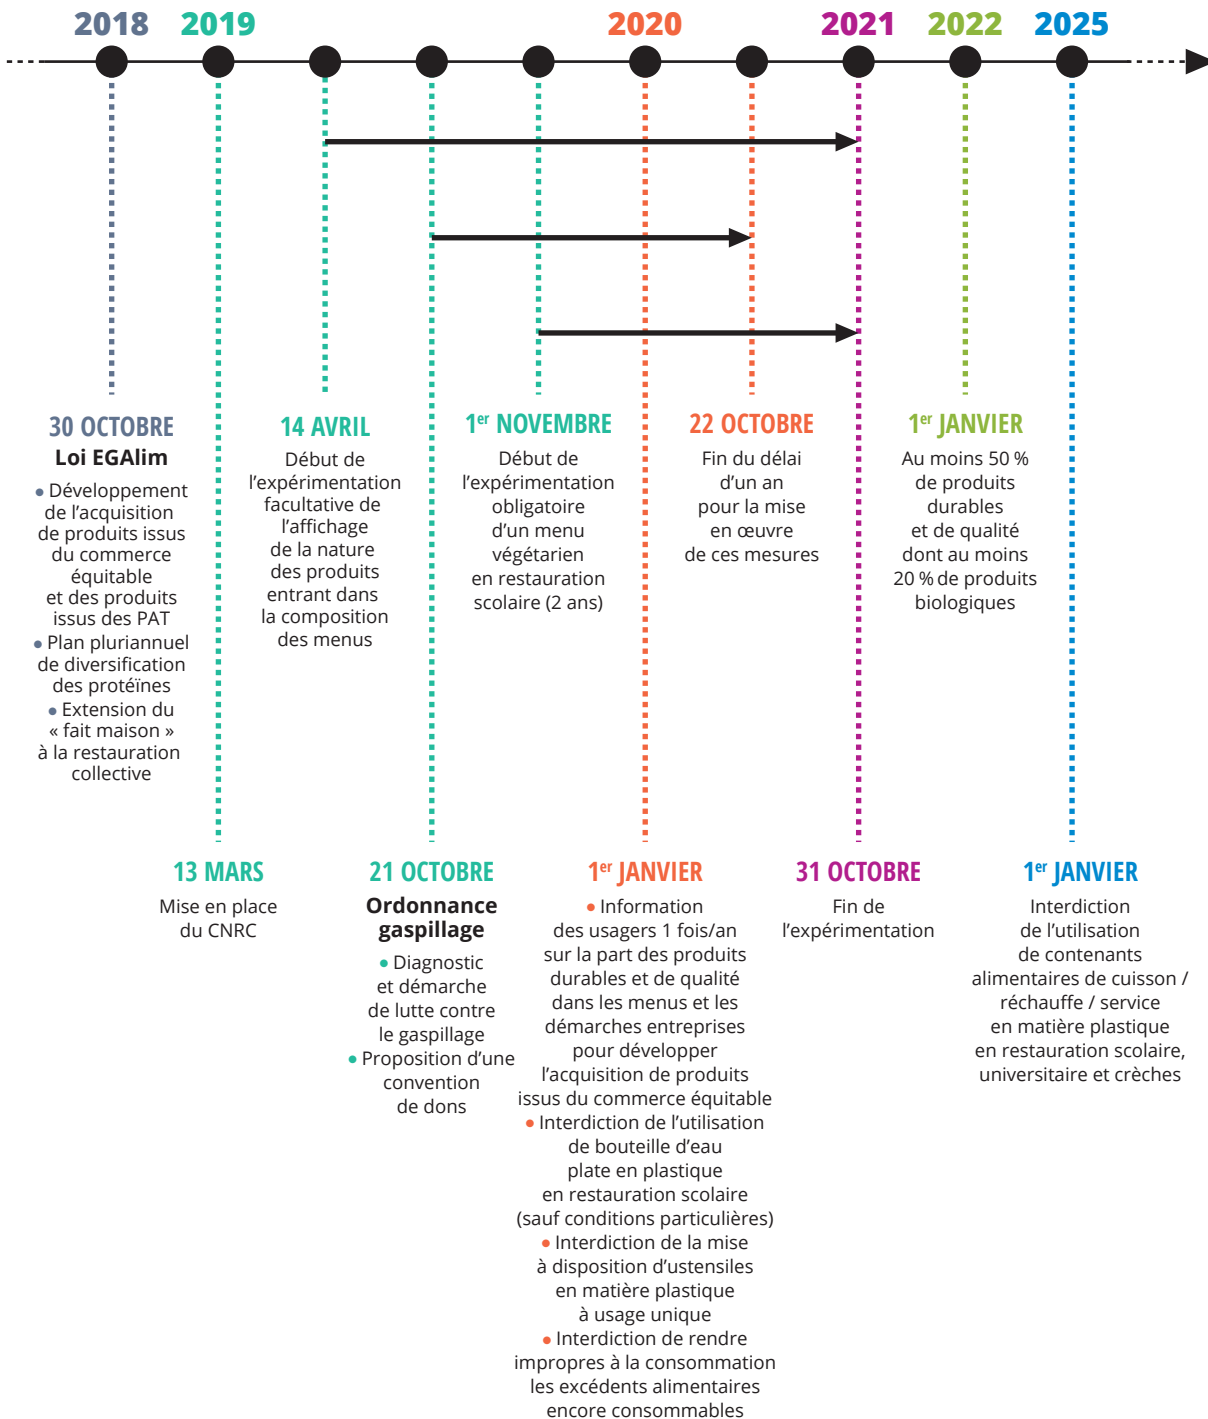 2018
2019
2020
2021
2022
2025
30 OCTOBRE
Loi EGAlim
• Développement
de l’acquisition
de produits issus
du commerce
équitable
et des produits
issus des PAT
• Plan pluriannuel
de diversification
des protéïnes
• Extension du
« fait maison »
à la restauration
collective
14 AVRIL
Début de
l’expérimentation
facultative de
l’affichage
de la nature
des produits
entrant dans
la composition
des menus
1er NOVEMBRE
Début de
l’expérimentation
obligatoire
d’un menu
végétarien
en restauration
scolaire (2 ans)
22 OCTOBRE
Fin du délai
d’un an
pour la mise
en œuvre
de ces mesures
1er JANVIER
Au moins 50 %
de produits
durables
et de qualité
dont au moins
20 % de produits
biologiques
13 MARS
Mise en place
du CNRC
21 OCTOBRE
Ordonnance
gaspillage
• Diagnostic
et démarche
de lutte contre
le gaspillage
• Proposition d’une
convention
de dons
1er JANVIER
• Information
des usagers 1 fois/an
sur la part des produits
durables et de qualité
dans les menus et les
démarches entreprises
pour développer
l’acquisition de produits
issus du commerce équitable
• Interdiction de l’utilisation
de bouteille d’eau
plate en plastique
en restauration scolaire
(sauf conditions particulières)
• Interdiction de la mise
à disposition d’ustensiles
en matière plastique
à usage unique
• Interdiction de rendre
impropres à la consommation
les excédents alimentaires
encore consommables
31 OCTOBRE
Fin de
l’expérimentation
1er JANVIER
Interdiction
de l’utilisation
de contenants
alimentaires de cuisson /
réchauffe / service
en matière plastique
en restauration scolaire,
universitaire et crèches